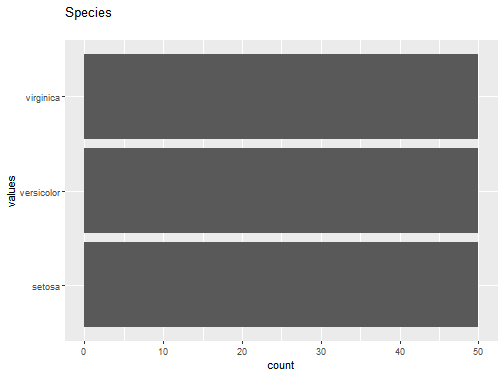 Species
virginica
versicolor
setosa
values
0 10 20 30 40 50
count